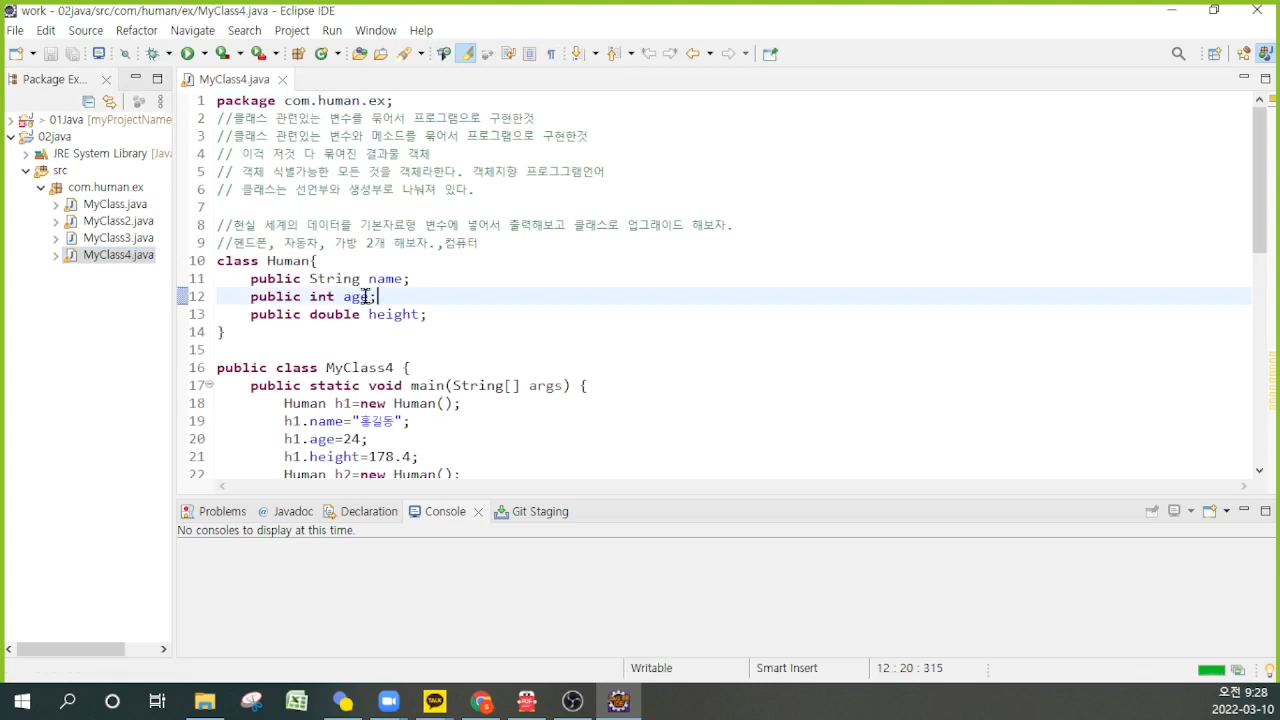 work - 02java/src/com/human/ex/MyClass4.java - Eclipse IDE
File Edit Source Refactor Navigate Search Project Run Window Help
Package Ex...
MyClass4.java
01Java [myProjectName
02java
JRE System Library [Java
src
com.human.ex
MyClass.java
MyClass2.java
MyClass3.java
MyClass4.java
1 package com.human.ex;
2 //클래스 관련있는 변수를 묶어서 프로그램으로 구현한것
3 //클래스 관련있는 변수와 메소드를 묶어서 프로그램으로 구현한것
4 // 이걱 저것 다 묶여진 결과물 객체
5 // 객체 식별가능한 모든 것을 객체라한다. 객체지향 프로그그램언어
6 // 클래스는 선언부와 생성부로 나눠져 있다.
7
8 //현실 세계의 데이터를 기본자료형 변수에 넣어서 출력해보고 클래스로 업그레이드 해보자.
9 //헨드폰, 자동차, 가방 2개 해보자.,컴퓨터
10 class Human{
11 public String name;
12 public int age;
13 public double height;
14 }
15
16 public class MyClass4 {
17 public static void main(String[] args) {
18 Human h1=new Human();
19 h1.name="홍길동";
20 h1.age=24;
21 h1.height=178.4;
22 Human h2=new Human();
Problems Javadoc Declaration Console Git Staging
No consoles to display at this time.
Writable Smart Insert 12 : 20 : 315
TALK
PDF
오전 9:28
2022-03-10